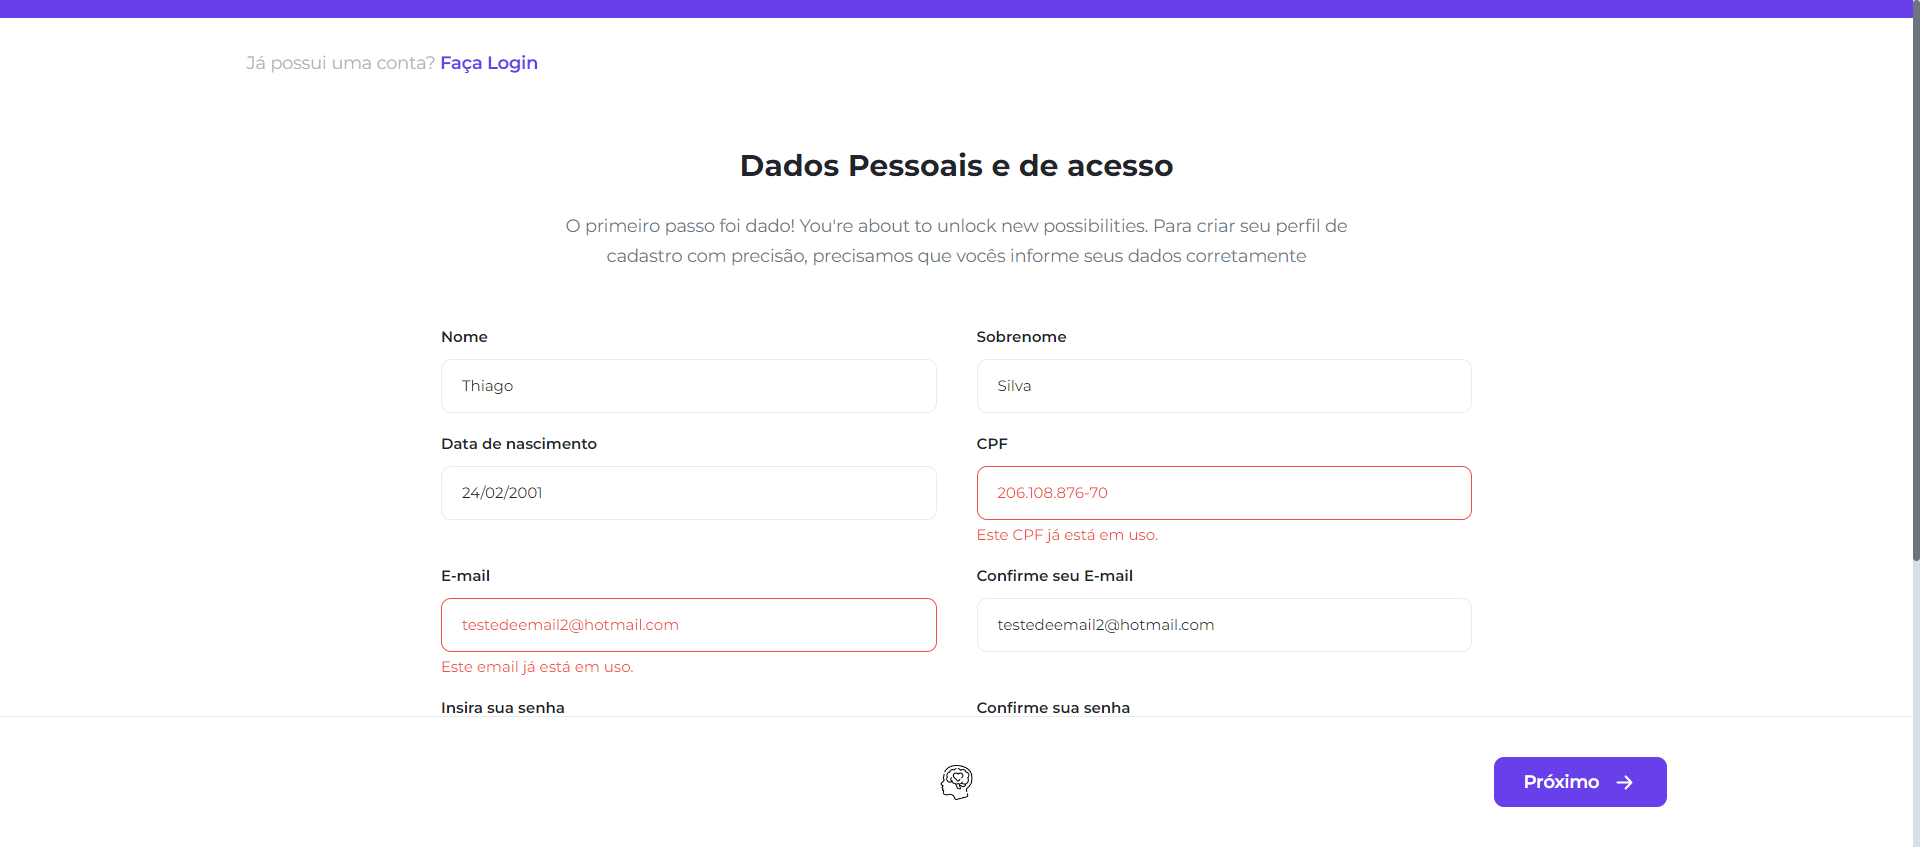 Já possui uma conta? Faça Login
Dados Pessoais e de acesso
O primeiro passo foi dado! You're about to unlock new possibilities. Para criar seu perfil de
cadastro com precisão, precisamos que vocês informe seus dados corretamente
Nome
Sobrenome
Thiago
Silva
Data de nascimento
CPF
24/02/2001
206.108.876-70
Este CPF já está em uso.
E-mail
Confirme seu E-mail
testedeemail2@hotmail.com
testedeemail2@hotmail.com
Este email já está em uso.
Insira sua senha
Confirme sua senha
Próximo